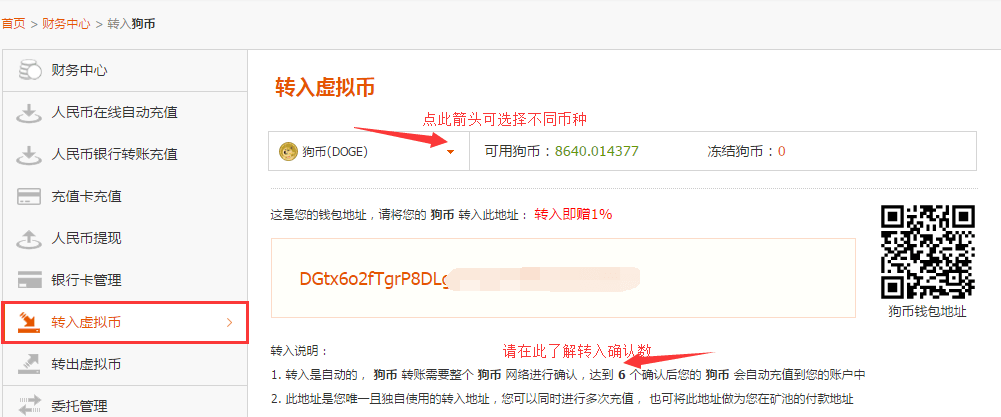 首页 > 财务中心 > 转入狗币
财务中心
人民币在线自动充值
人民币银行转账充值
充值卡充值
人民币提现
银行卡管理
转入虚拟币
转出虚拟币
委托管理
转入虚拟币
点此箭头可选择不同币种
狗币(DOGE) 可用狗币：8640.014377 冻结狗币：0
这是您的钱包地址，请将您的 狗币 转入此地址： 转入即赠1%
DGtx6o2fTgrP8DLg
狗币钱包地址
转入说明：
请在此了解转入确认数
1. 转入是自动的， 狗币 转账需要整个 狗币 网络进行确认，达到 6 个确认后您的 狗币 会自动充值到您的账户中
2. 此地址是您唯一且独自使用的转入地址，您可以同时进行多次充值， 也可将此地址做为您在矿池的付款地址